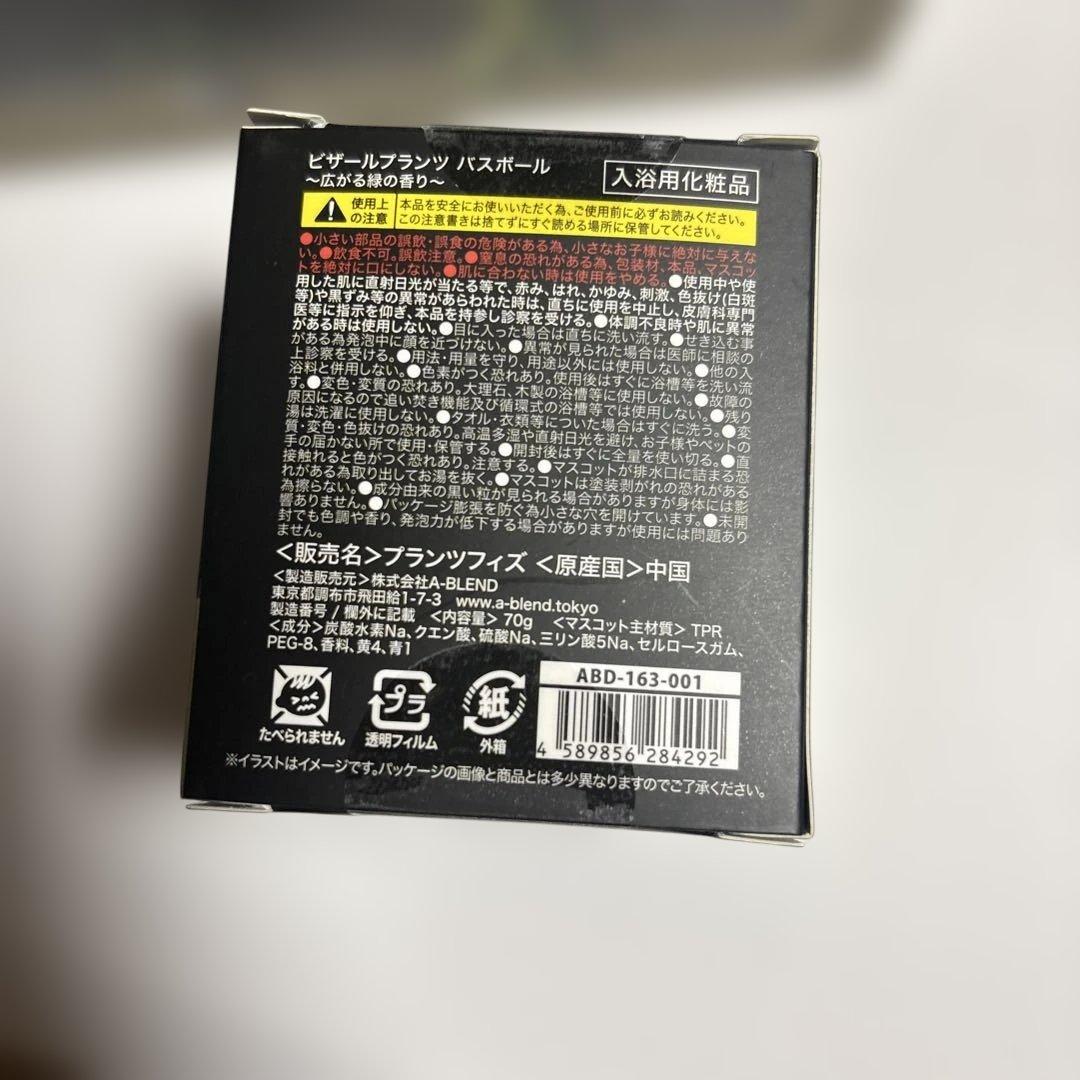 ビザールプランツ バスボール
～広がる緑の香り～
入浴用化粧品
使用上
の注意
本品を安全にお使いいただく為、ご使用前に必ずお読みください。
この注意書きは捨てずにすぐ読める場所に保管してください。
●小さい部品の誤飲・誤食の危険がある為、小さなお子様に絶対に与えな
い。●飲食不可。誤飲注意。●窒息の恐れがある為、包装材、本品、マスコッ
トを絶対に口にしない。●肌に合わない時は使用をやめる。●使用中や使
用した肌に直射日光が当たる等で、赤み、はれ、かゆみ、刺激、色抜け(白斑
等)や黒ずみ等の異常があらわれた時は、直ちに使用を中止し、皮膚科専門
医等に指示を仰ぎ、本品を持参し診察を受ける。●体調不良時や肌に異常
がある時は使用しない。●目に入った場合は直ちに洗い流す。●せき込む事
がある為発泡中に顔を近づけない。●異常が見られた場合は医師に相談の
上診察を受ける。●用法・用量を守り、用途以外には使用しない。●他の入
浴料と併用しない。●色素がつく恐れあり。使用後はすぐに浴槽等を洗い流
す。●変色・変質の恐れあり。大理石、木製の浴槽等に使用しない。●故障の
原因になるので追い焚き機能及び循環式の浴槽等では使用しない。●残り
湯は洗濯に使用しない。●タオル・衣類等についた場合はすぐに洗う。●変
質・変色・色抜けの恐れあり。高温多湿や直射日光を避け、お子様やペットの
手の届かない所で使用・保管する。●開封後はすぐに全量を使い切る。●直
接触れると色がつく恐れあり。注意する。●マスコットが排水口に詰まる恐
れがある為取り出してお湯を抜く。●マスコットは塗装剥がれの恐れがある
為擦らない。●成分由来の黒い粒が見られる場合がありますが身体には影
響ありません。●パッケージ膨張を防ぐ為小さな穴を開けています。●未開
封でも色調や香り、発泡力が低下する場合がありますが使用には問題あり
ません。
＜販売名＞プランツフィズ ＜原産国＞中国
＜製造販売元＞株式会社A-BLEND
東京都調布市飛田給1-7-3 www.a-blend.tokyo
製造番号 / 欄外に記載 ＜内容量＞70g ＜マスコット主材質＞TPR
＜成分＞炭酸水素Na、クエン酸、硫酸Na、三リン酸5Na、セルロースガム、
PEG-8、香料、黄4、青1
たべられません
プラ
透明フィルム
紙
外箱
ABD-163-001
4 589856 284292
※イラストはイメージです。パッケージの画像と商品とは多少異なりますのでご了承ください。